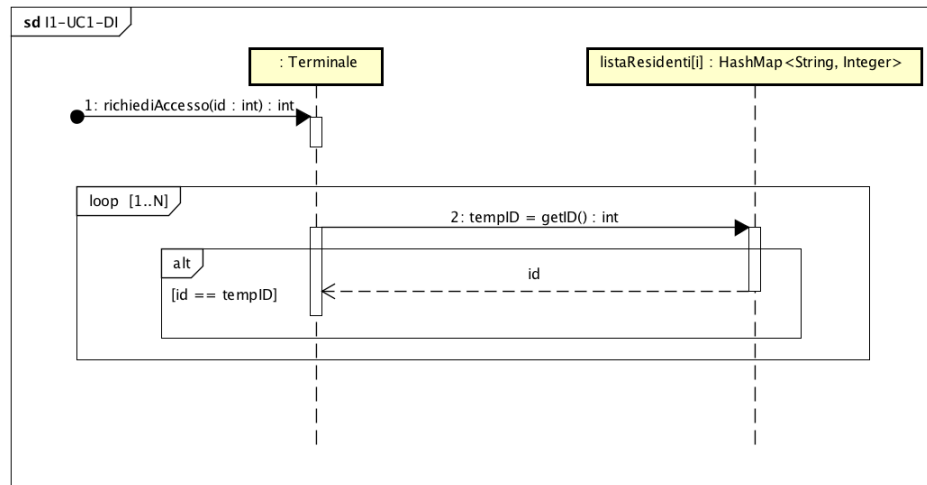 sd I1-UC1-DI
: Terminale
listaResidenti[i] : HashMap<String, Integer>
1: richiediAccesso(id : int) : int
loop [1..N]
2: tempID = getID() : int
alt
id
[id == tempID]